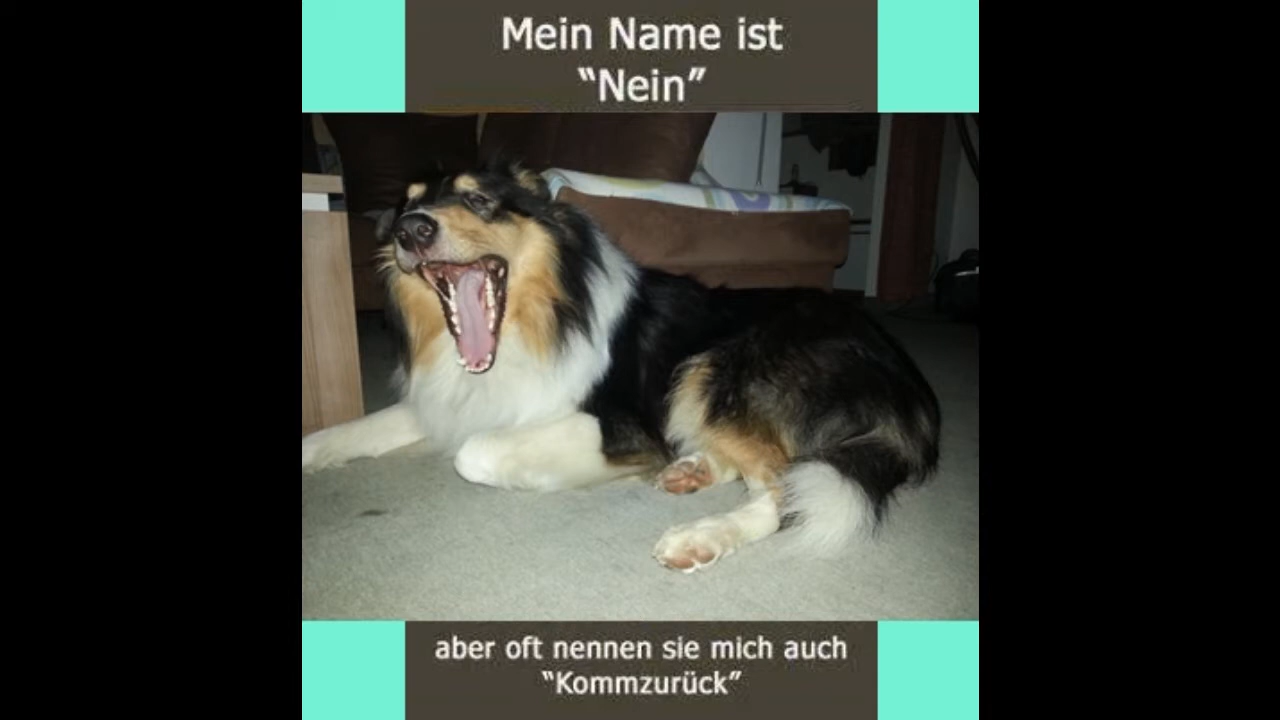 Mein Name ist
“Nein”
aber oft nennen sie mich auch
“Kommzurück”